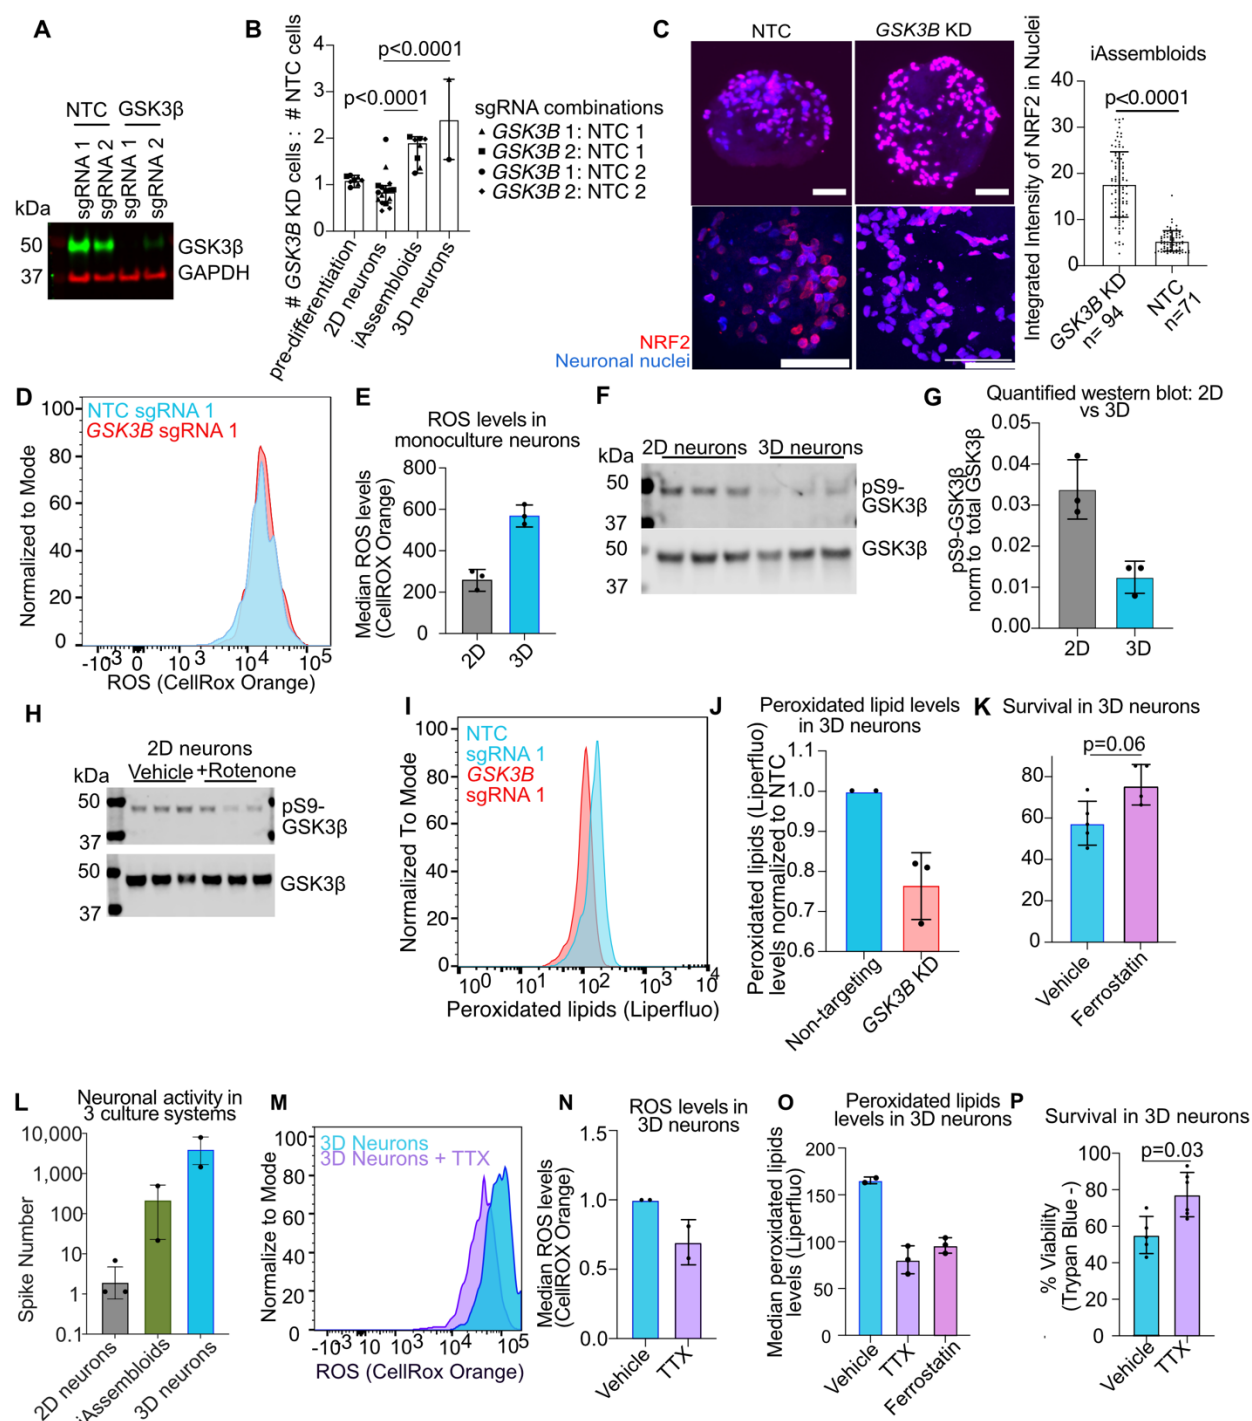 A
NTC GSK3β
sgRNA 1
sgRNA 2
sgRNA 1
sgRNA 2
kDa
50
37
GSK3β
GAPDH
B
# GSK3B KD cells : # NTC cells
4
3
2
1
0
p<0.0001
p<0.0001
pre-differentiation
2D neurons
iAssembloids
3D neurons
sgRNA combinations
GSK3B 1: NTC 1
GSK3B 2: NTC 1
GSK3B 1: NTC 2
GSK3B 2: NTC 2
C
NTC
GSK3B KD
NRF2
Neuronal nuclei
iAssembloids
Integrated Intensity of NRF2 in Nuclei
40
30
20
10
0
p<0.0001
GSK3B KD
n= 94
NTC
n=71
D
NTC sgRNA 1
GSK3B sgRNA 1
Normalized to Mode
100
80
60
40
20
0
-10³ 0 10³ 10⁴ 10⁵
ROS (CellRox Orange)
E
ROS levels in
monoculture neurons
Median ROS levels
(CellROX Orange)
800
600
400
200
0
2D
3D
F
2D neurons 3D neurons
kDa
50
37
pS9-
GSK3β
50
37
GSK3β
G
Quantified western blot: 2D
vs 3D
pS9-GSK3β
norm to total GSK3β
0.05
0.04
0.03
0.02
0.01
0.00
2D
3D
H
2D neurons
Vehicle +Rotenone
kDa
50
37
pS9-
GSK3β
50
37
GSK3β
I
NTC
sgRNA 1
GSK3B
sgRNA 1
Normalized To Mode
100
80
60
40
20
0
10⁰ 10¹ 10² 10³ 10⁴
Peroxidated lipids (Liperfluo)
J
Peroxidated lipid levels
in 3D neurons
Peroxidated lipids (Liperfluo)
levels normalized to NTC
1.1
1.0
0.9
0.8
0.7
0.6
Non-targeting
GSK3B KD
K
Survival in 3D neurons
p=0.06
80
60
40
20
0
Vehicle
Ferrostatin
L
Neuronal activity in
3 culture systems
Spike Number
10,000
1,000
100
10
1
0.1
2D neurons
iAssembloids
3D neurons
M
3D Neurons
3D Neurons + TTX
Normalize to Mode
100
80
60
40
20
0
-10³ 0 10 10³ 10⁴ 10⁵
ROS (CellRox Orange)
N
ROS levels in
3D neurons
Median ROS levels
(CellROX Orange)
1.5
1.0
0.5
0.0
Vehicle
TTX
O
Peroxidated lipids
levels in 3D neurons
Median peroxidated lipids
levels (Liperfluo)
200
150
100
50
0
Vehicle
TTX
Ferrostatin
P
Survival in 3D neurons
p=0.03
% Viability
(Trypan Blue -)
100
80
60
40
20
0
Vehicle
TTX